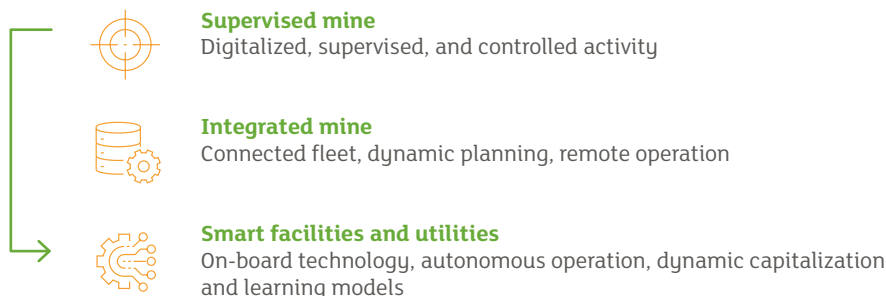 Supervised mine
Digitalized, supervised, and controlled activity
Integrated mine
Connected fleet, dynamic planning, remote operation
Smart facilities and utilities
On-board technology, autonomous operation, dynamic capitalization
and learning models